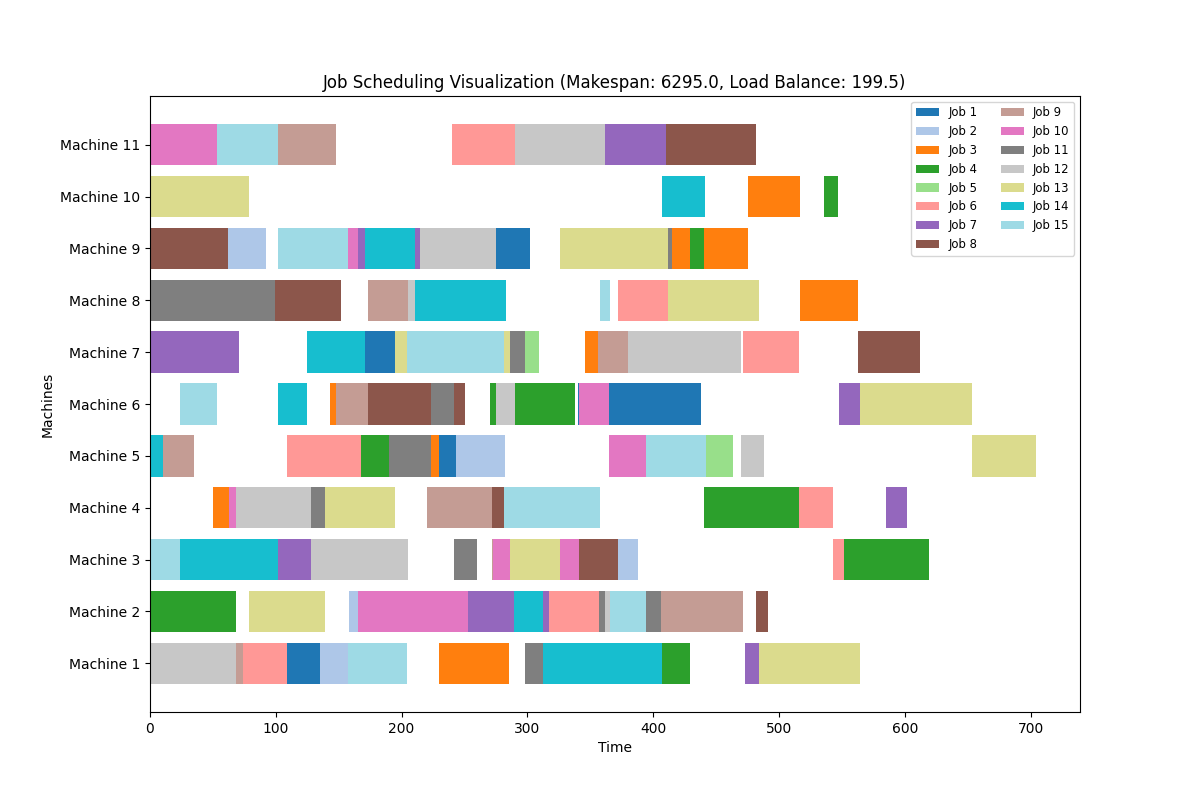 Job Scheduling Visualization (Makespan: 6295.0, Load Balance: 199.5)
Machines
Machine 11
Machine 10
Machine 9
Machine 8
Machine 7
Machine 6
Machine 5
Machine 4
Machine 3
Machine 2
Machine 1
Job 1
Job 2
Job 3
Job 4
Job 5
Job 6
Job 7
Job 8
Job 9
Job 10
Job 11
Job 12
Job 13
Job 14
Job 15
0 100 200 300 400 500 600 700
Time